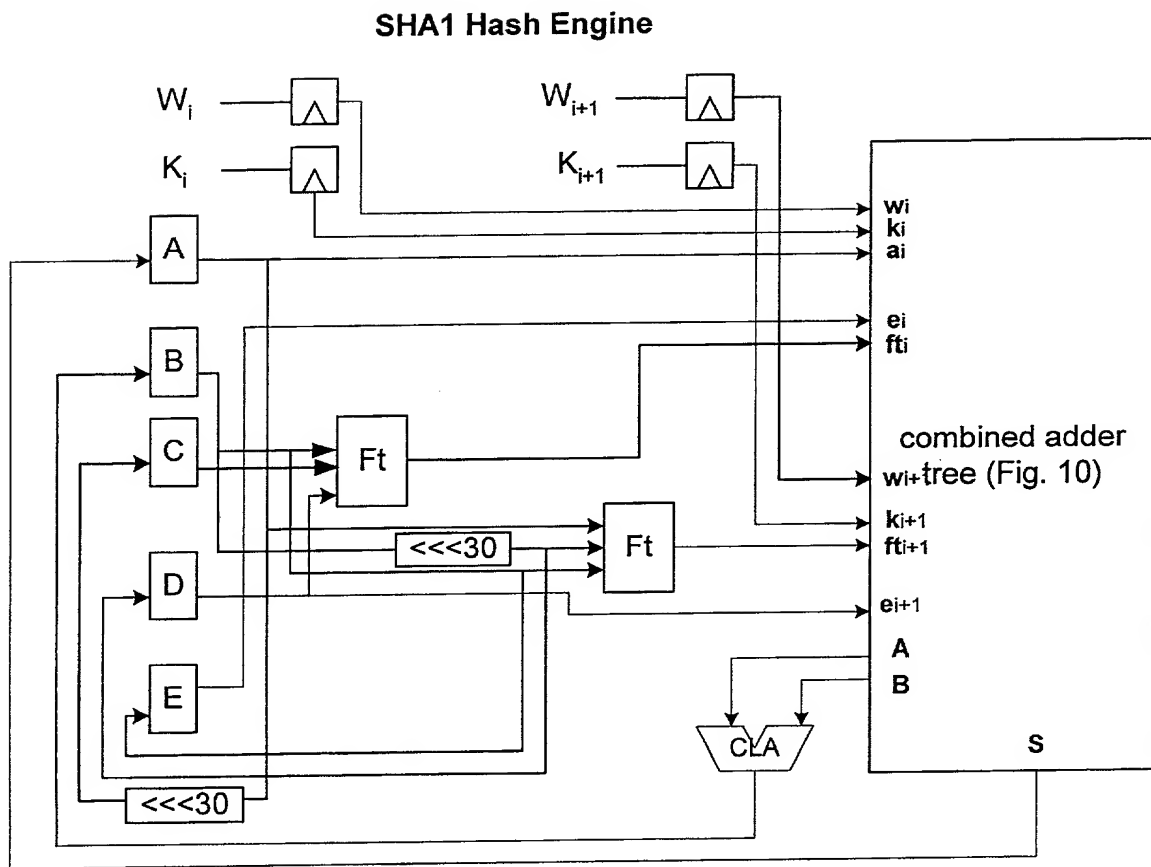 SHA1 Hash Engine
Wi
Wi+1
Ki
Ki+1
wi
ki
ai
A
ei
fti
B
C
Ft
combined adder
tree (Fig. 10)
wi+
ki+1
fti+1
<<<30
Ft
D
ei+1
A
B
E
CLA
S
<<<30